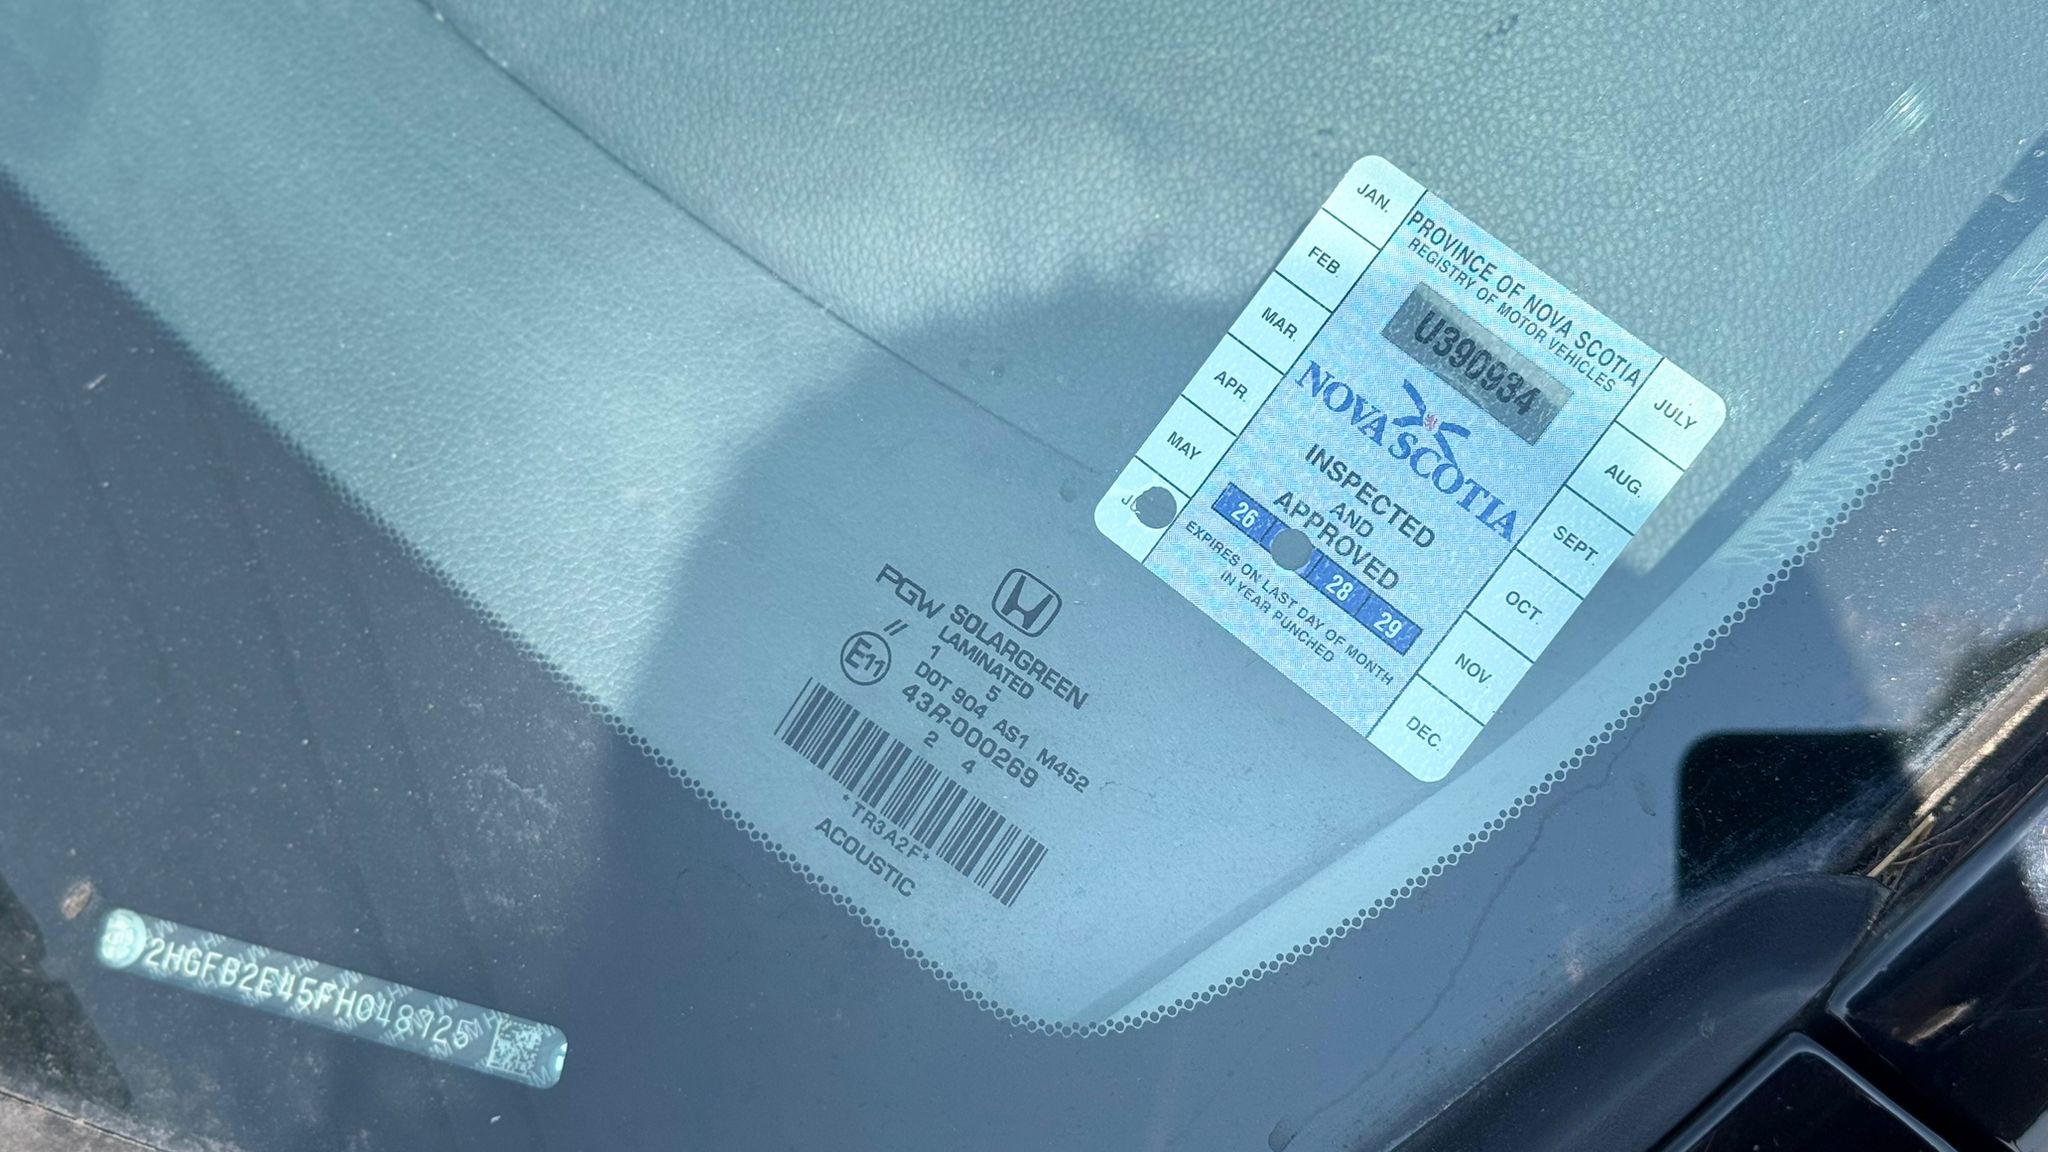 PROVINCE OF NOVA SCOTIA
REGISTRY OF MOTOR VEHICLES
U390934
NOVA SCOTIA
INSPECTED
AND
APPROVED
26 28 29
EXPIRES ON LAST DAY OF MONTH
IN YEAR PUNCHED
JAN.
FEB.
MAR.
APR.
MAY
JULY
AUG.
SEPT.
OCT.
NOV.
DEC.
PGW SOLARGREEN
// LAMINATED
1 5
E11 DOT 904 AS1 M452
43R-000269
2 4
*TR3A2F*
ACOUSTIC
2HGFB2E45FH048925